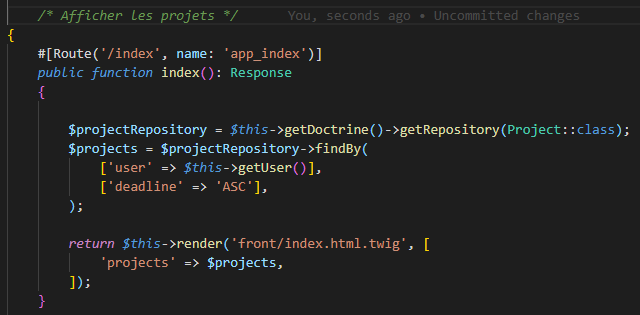 /* Afficher les projets */ You, seconds ago • Uncommitted changes
{
#[Route('/index', name: 'app_index')]
public function index(): Response
{
$projectRepository = $this->getDoctrine()->getRepository(Project::class);
$projects = $projectRepository->findBy(
['user' => $this->getUser()],
['deadline' => 'ASC'],
);
return $this->render('front/index.html.twig', [
'projects' => $projects,
]);
}